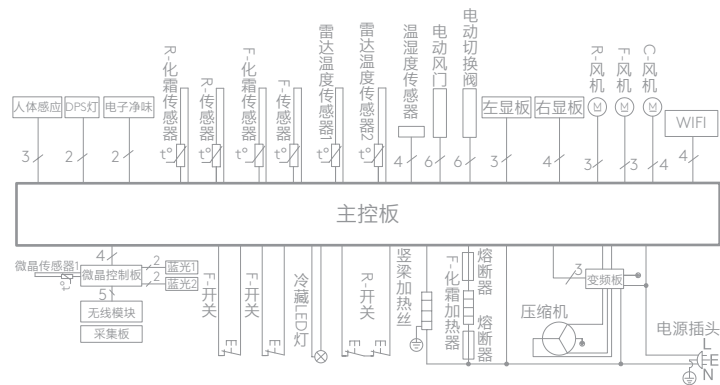 人体感应
DPS灯
电子净味
R-化霜传感器
R-传感器
F-化霜传感器
F-传感器
雷达温度传感器1
雷达温度传感器2
温湿度传感器
电动风门
电动切换阀
左显板
右显板
R-风机
F-风机
C-风机
WIFI
M
M
M
t°
t°
t°
t°
t°
t°
3
2
2
4
6
6
3
4
3
3
4
4
主控板
4
微晶传感器1
t°
微晶控制板
2
蓝光1
2
蓝光2
5
无线模块
采集板
F-开关
F-开关
冷藏LED灯
R-开关
竖梁加热丝
F-化霜加热器
熔断器
熔断器
3
变频板
压缩机
电源插头
L
E
N